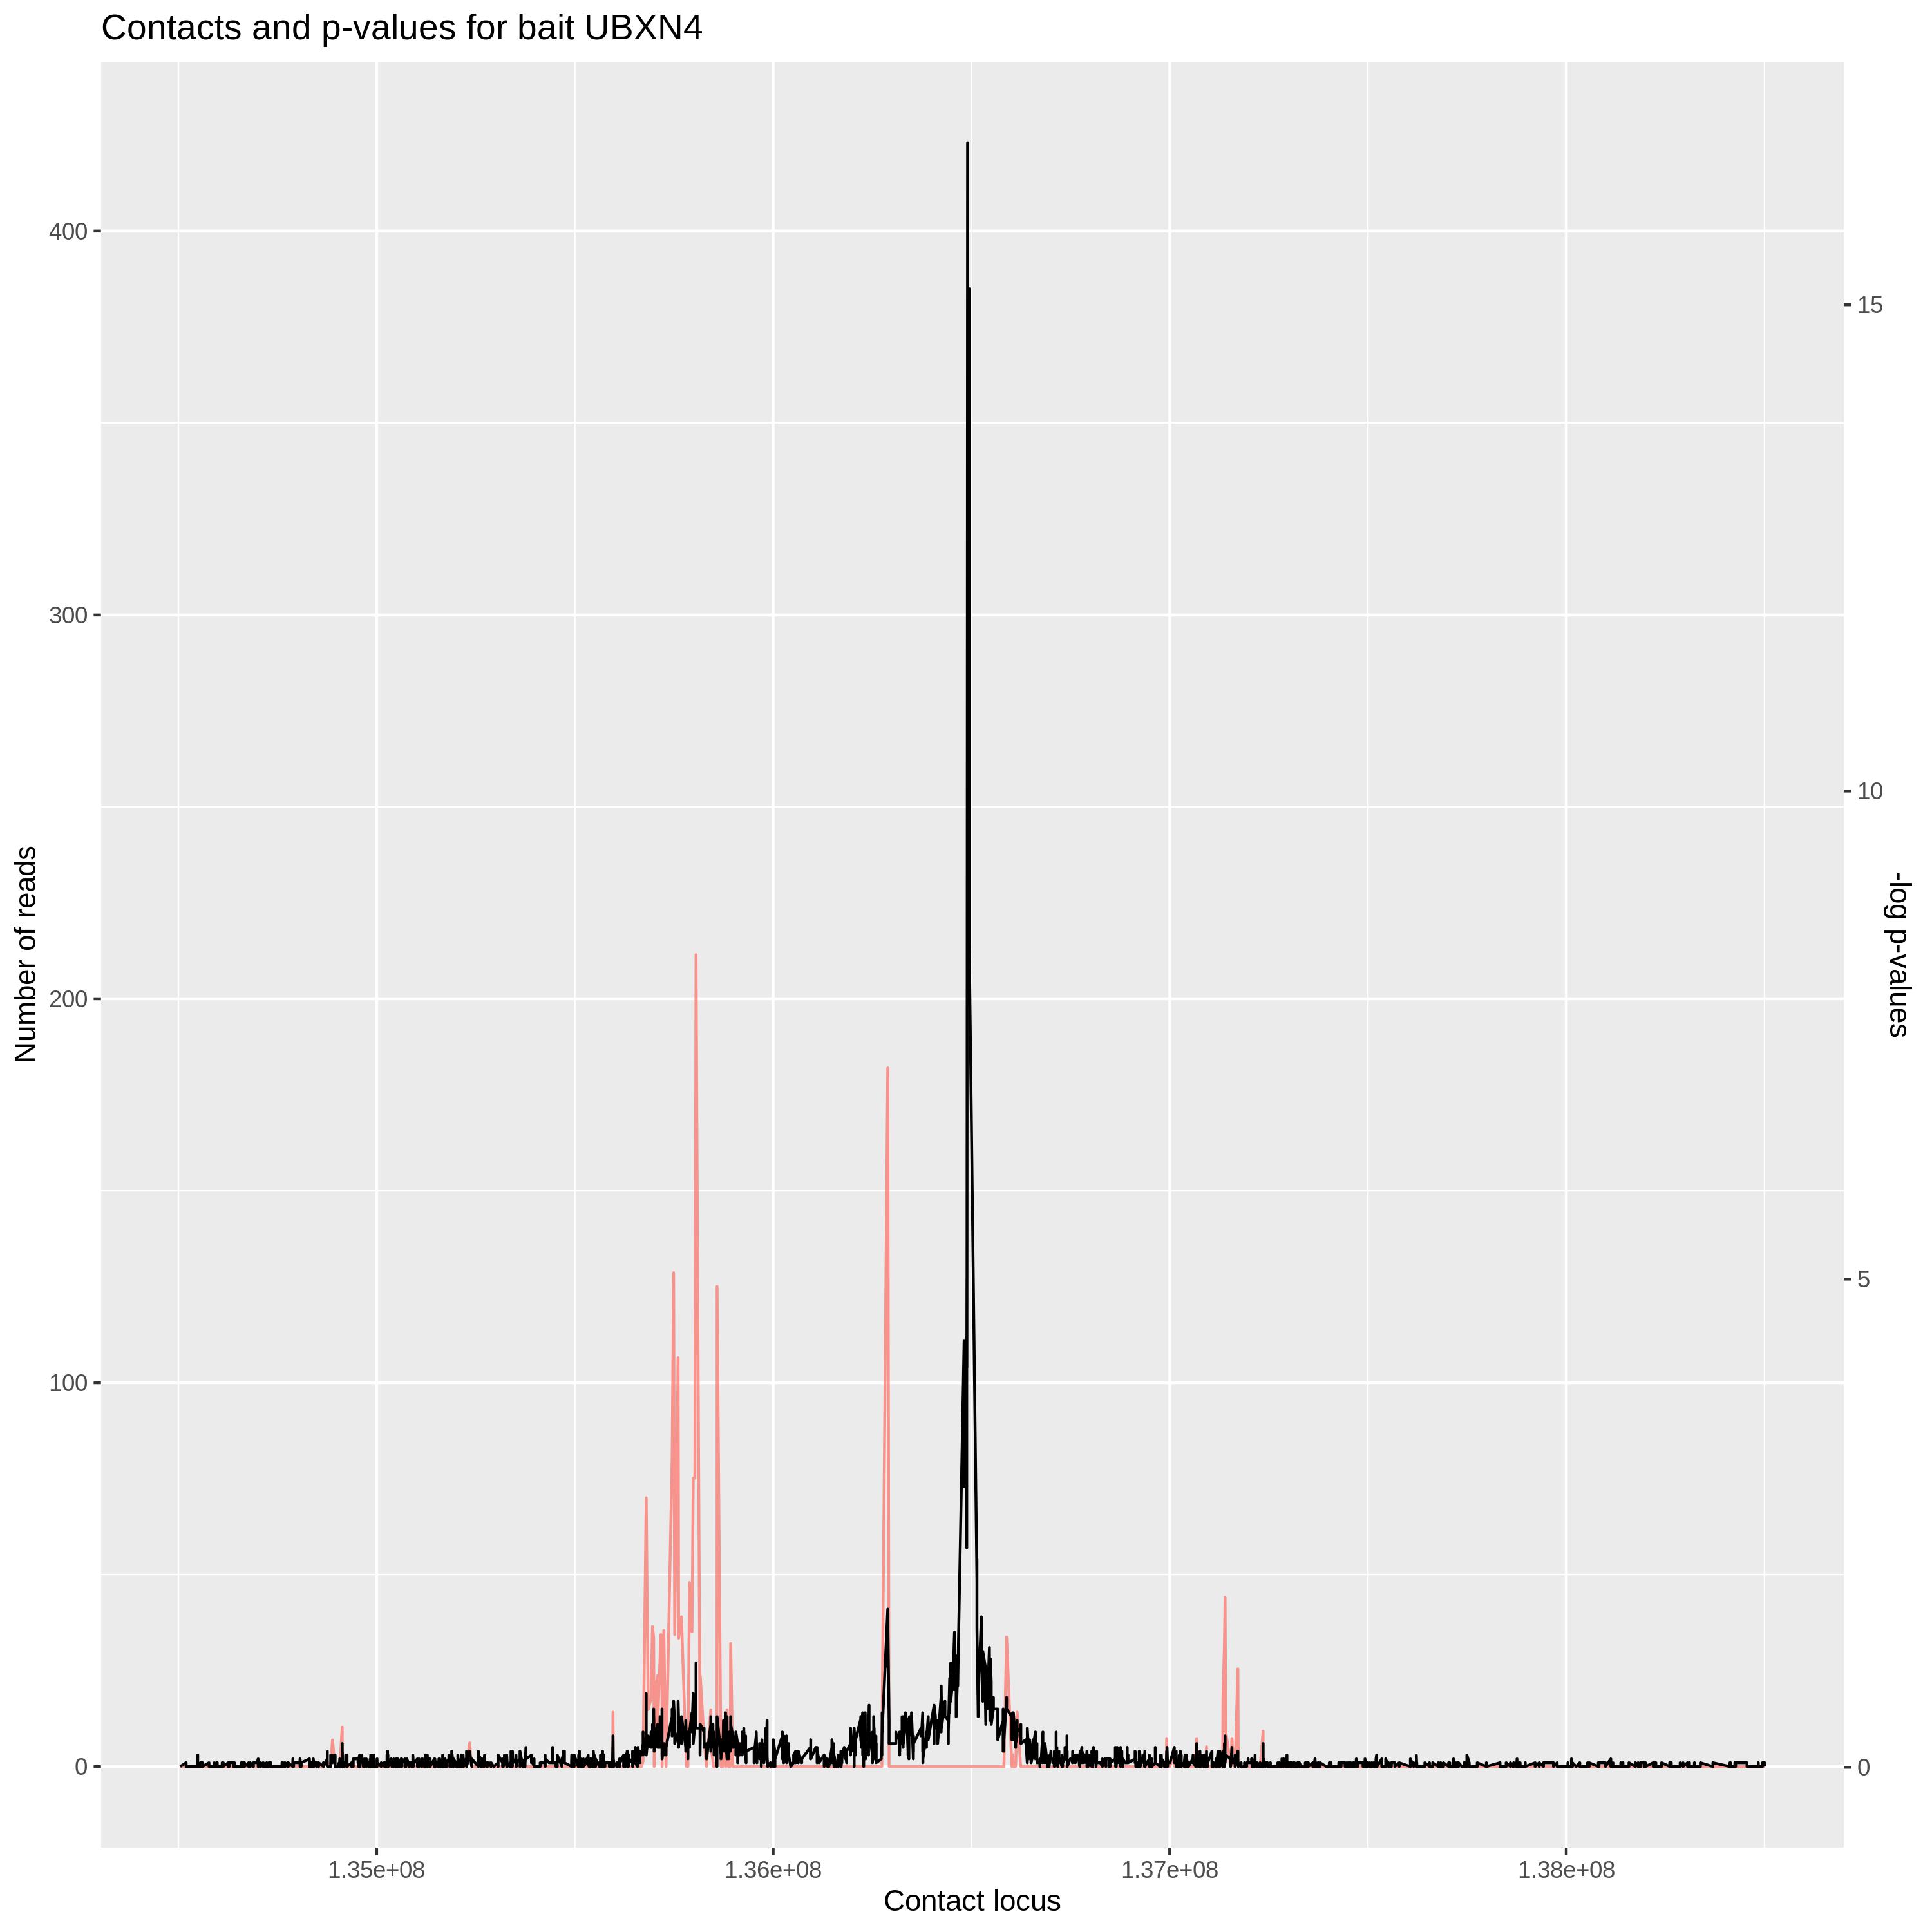 Contacts and p-values for bait UBXN4
Number of reads
400
300
200
100
0
15
10
5
0
-log p-values
1.35e+08
1.36e+08
1.37e+08
1.38e+08
Contact locus